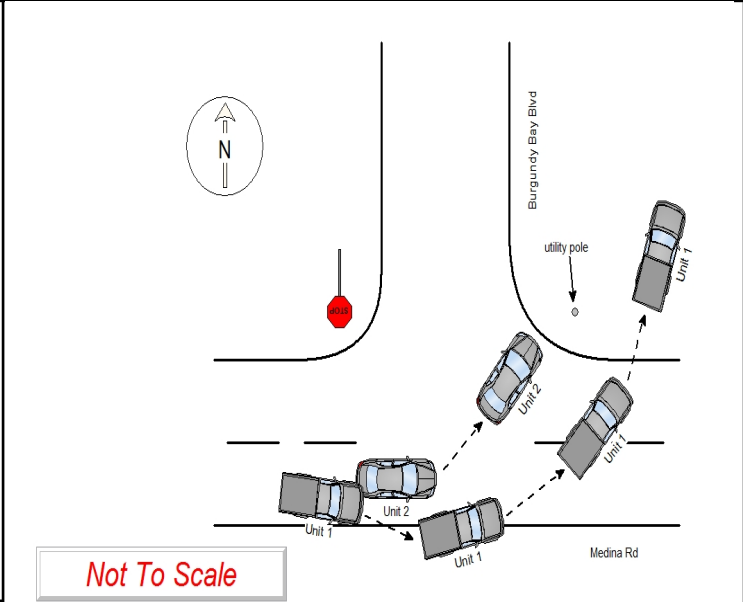 Burgundy Bay Blvd
N
utility pole
Unit 1
STOP
Unit 2
Unit 1
Unit 2
Unit 1
Unit 1
Medina Rd
Not To Scale